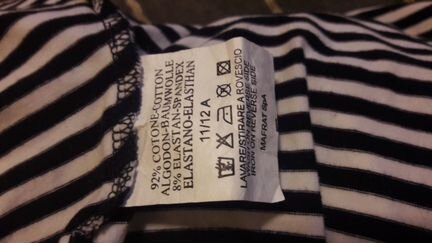 92% COTONE-COTTON
ALGODON-BAUMWOLLE
8% ELASTAN-SPANDEX
ELASTANO-ELASTHAN
11/12 A
LAVARE/STIRARE A ROVESCIO
IRON ON REVERSE SIDE
MAFRAT SpA